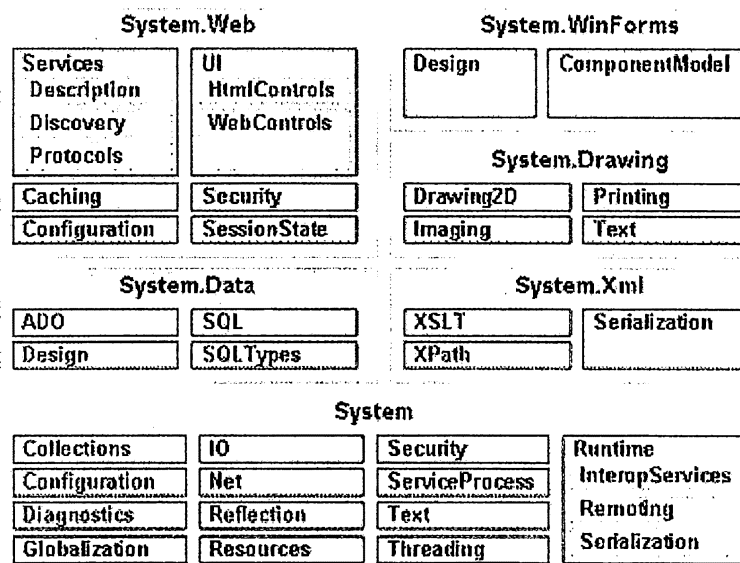 System.Web
Services
Description
Discovery
Protocols
UI
HtmlControls
WebControls
Caching
Security
Configuration
SessionState
System.WinForms
Design
ComponentModel
System.Drawing
Drawing2D
Printing
Imaging
Text
System.Data
ADO
SQL
Design
SQLTypes
System.Xml
XSLT
Serialization
XPath
System
Collections
IO
Security
Runtime
InteropServices
Remoting
Serialization
Configuration
Net
ServiceProcess
Diagnostics
Reflection
Text
Globalization
Resources
Threading